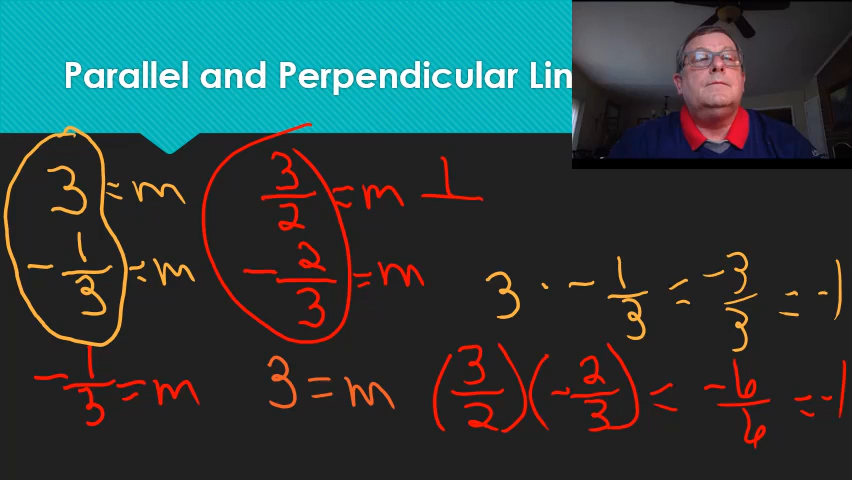 Parallel and Perpendicular Lin
3 = m
3/2 = m ⊥
-1/3 = m
-2/3 = m
3 · -1/3 = -3/3 = -1
-1/3 = m
3 = m
(3/2)(-2/3) = -6/6 = -1